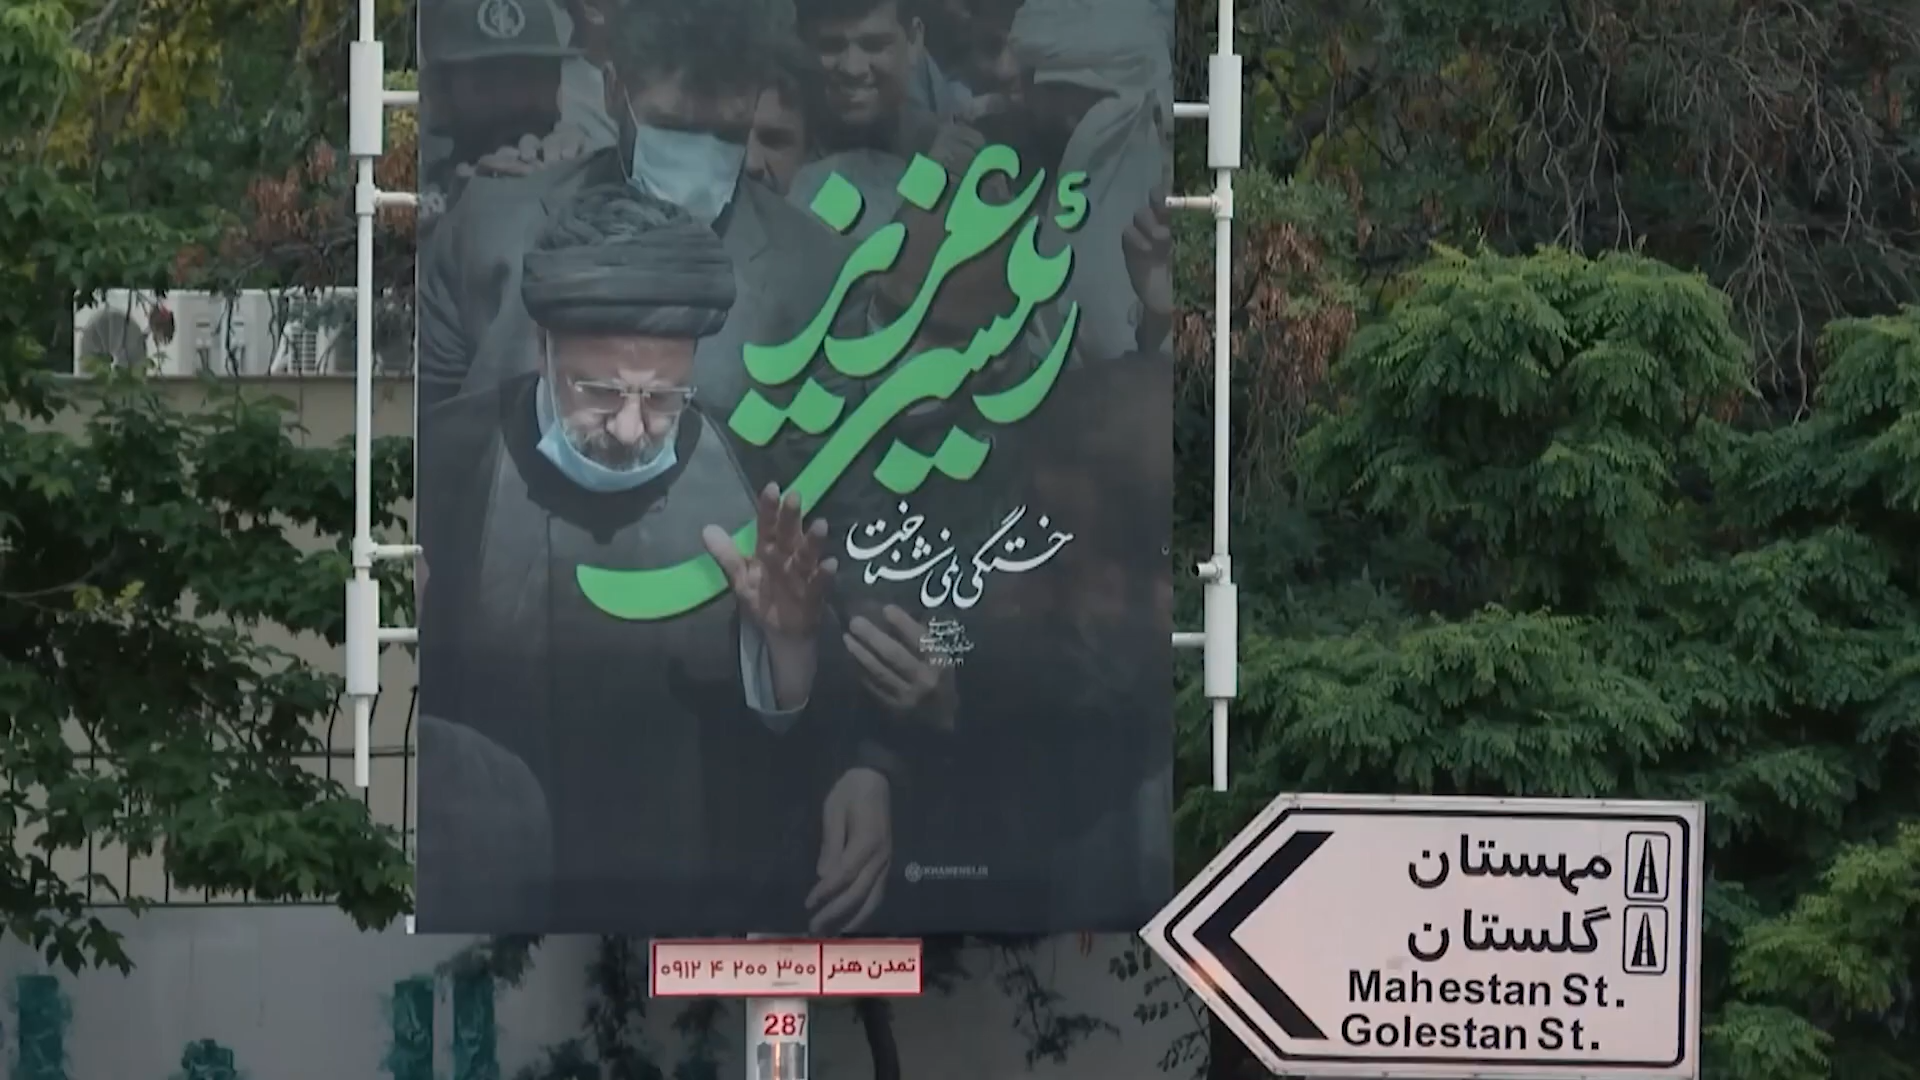 رئیسی عزیز
خستگی نمی‌شناخت
KHAMENEI.IR
تمدن هنر
۰۹۱۲ ۴ ۲۰۰ ۳۰۰
287
مهستان
گلستان
Mahestan St.
Golestan St.